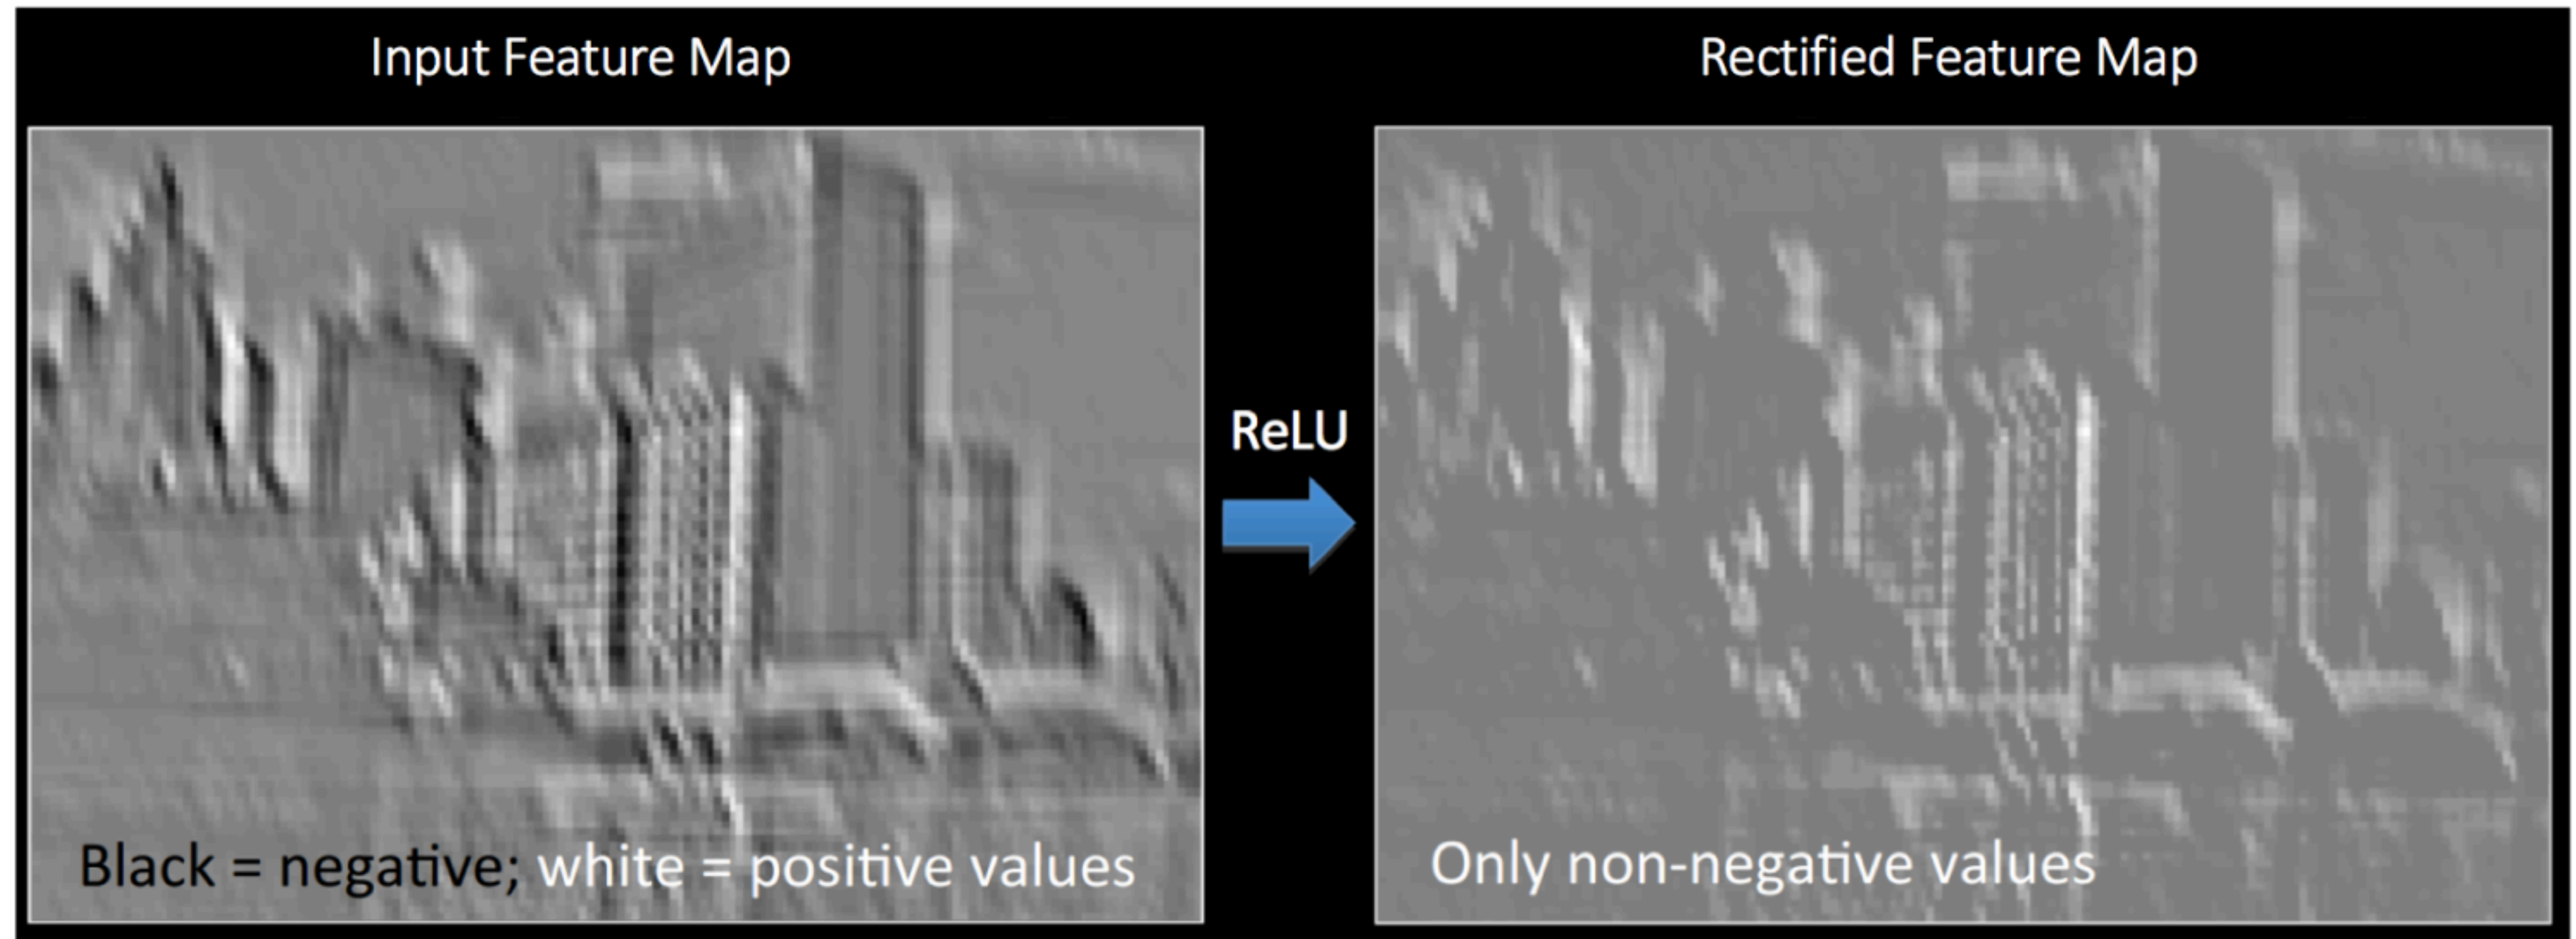 Input Feature Map
Rectified Feature Map
ReLU
Black = negative; white = positive values
Only non-negative values